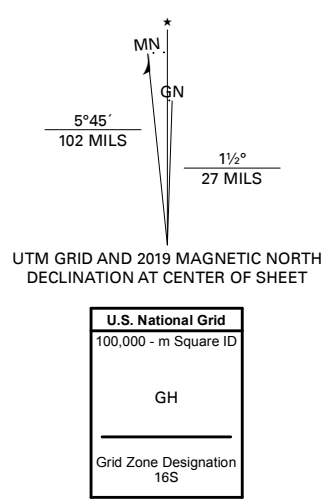 MN
GN
5°45´
102 MILS
1½°
27 MILS
UTM GRID AND 2019 MAGNETIC NORTH
DECLINATION AT CENTER OF SHEET
U.S. National Grid
100,000 - m Square ID
GH
Grid Zone Designation
16S